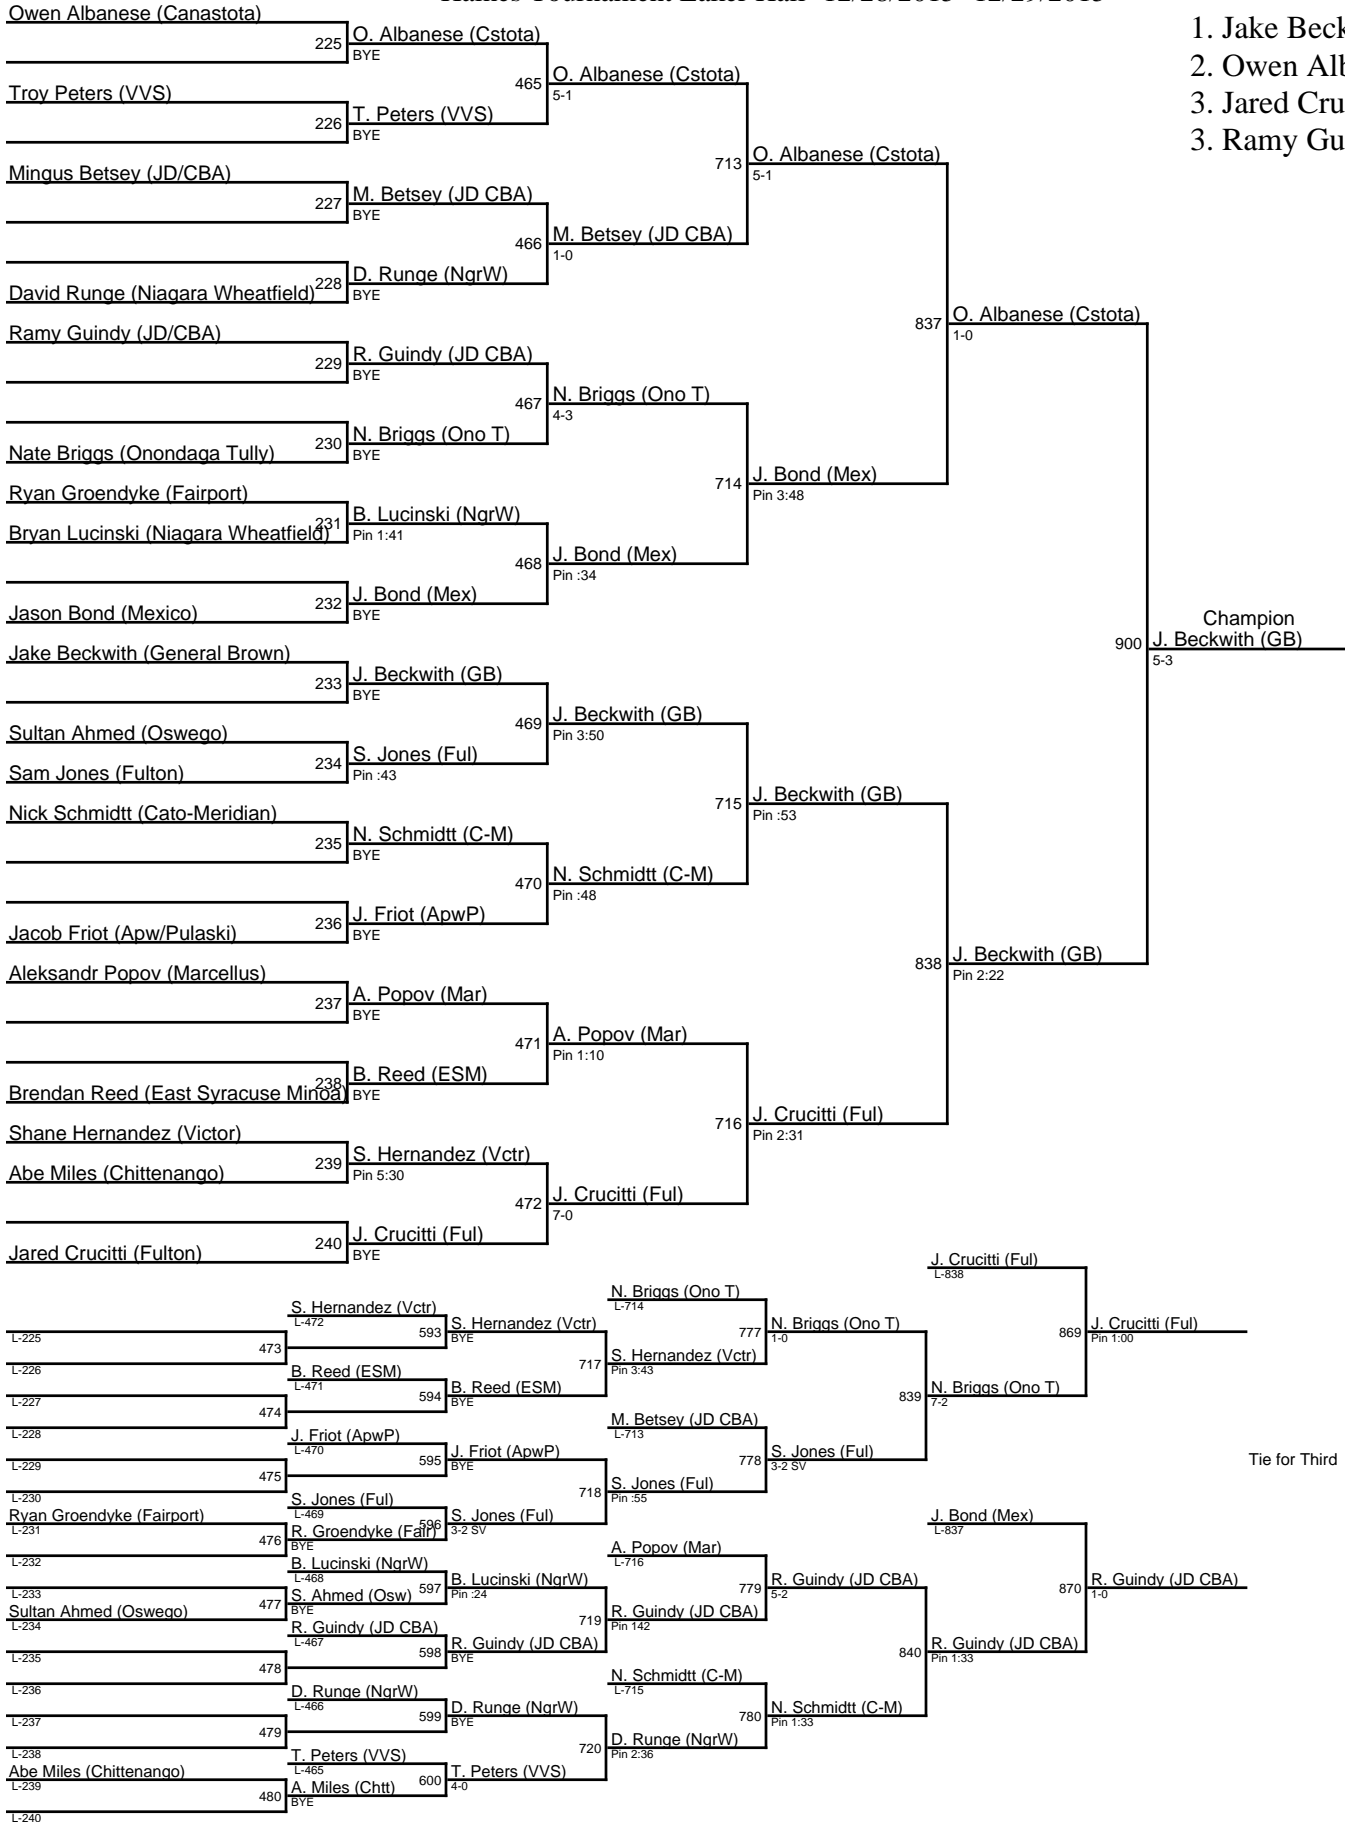 1. Jake Beck
2. Owen Alb
3. Jared Cru
3. Ramy Gu
Owen Albanese (Canastota)
225 O. Albanese (Cstota)
BYE
465 O. Albanese (Cstota)
5-1
Troy Peters (VVS)
226 T. Peters (VVS)
BYE
713 O. Albanese (Cstota)
5-1
Mingus Betsey (JD/CBA)
227 M. Betsey (JD CBA)
BYE
466 M. Betsey (JD CBA)
1-0
228 D. Runge (NgrW)
David Runge (Niagara Wheatfield)
BYE
837 O. Albanese (Cstota)
1-0
Ramy Guindy (JD/CBA)
229 R. Guindy (JD CBA)
BYE
467 N. Briggs (Ono T)
4-3
230 N. Briggs (Ono T)
Nate Briggs (Onondaga Tully)
BYE
714 J. Bond (Mex)
Pin 3:48
Ryan Groendyke (Fairport)
231 B. Lucinski (NgrW)
Bryan Lucinski (Niagara Wheatfield)
Pin 1:41
468 J. Bond (Mex)
Pin :34
232 J. Bond (Mex)
Jason Bond (Mexico)
BYE
Champion
900 J. Beckwith (GB)
5-3
Jake Beckwith (General Brown)
233 J. Beckwith (GB)
BYE
469 J. Beckwith (GB)
Pin 3:50
Sultan Ahmed (Oswego)
234 S. Jones (Ful)
Sam Jones (Fulton)
Pin :43
715 J. Beckwith (GB)
Pin :53
Nick Schmidtt (Cato-Meridian)
235 N. Schmidtt (C-M)
BYE
470 N. Schmidtt (C-M)
Pin :48
236 J. Friot (ApwP)
Jacob Friot (Apw/Pulaski)
BYE
838 J. Beckwith (GB)
Pin 2:22
Aleksandr Popov (Marcellus)
237 A. Popov (Mar)
BYE
471 A. Popov (Mar)
Pin 1:10
238 B. Reed (ESM)
Brendan Reed (East Syracuse Minoa)
BYE
716 J. Crucitti (Ful)
Pin 2:31
Shane Hernandez (Victor)
239 S. Hernandez (Vctr)
Abe Miles (Chittenango)
Pin 5:30
472 J. Crucitti (Ful)
7-0
240 J. Crucitti (Ful)
Jared Crucitti (Fulton)
BYE
J. Crucitti (Ful)
L-838
N. Briggs (Ono T)
L-714
S. Hernandez (Vctr)
L-472
593 S. Hernandez (Vctr)
BYE
777 N. Briggs (Ono T)
1-0
869 J. Crucitti (Ful)
Pin 1:00
L-225
473
L-226
717 S. Hernandez (Vctr)
Pin 3:43
B. Reed (ESM)
L-471
594 B. Reed (ESM)
BYE
839 N. Briggs (Ono T)
7-2
L-227
474
L-228
M. Betsey (JD CBA)
L-713
J. Friot (ApwP)
L-470
595 J. Friot (ApwP)
BYE
778 S. Jones (Ful)
3-2 SV
Tie for Third
L-229
475
L-230
718 S. Jones (Ful)
Pin :55
S. Jones (Ful)
L-469
596 S. Jones (Ful)
3-2 SV
Ryan Groendyke (Fairport)
L-231
476 R. Groendyke (Fair)
BYE
L-232
J. Bond (Mex)
L-837
A. Popov (Mar)
L-716
B. Lucinski (NgrW)
L-468
597 B. Lucinski (NgrW)
Pin :24
779 R. Guindy (JD CBA)
5-2
870 R. Guindy (JD CBA)
1-0
L-233
477 S. Ahmed (Osw)
BYE
Sultan Ahmed (Oswego)
L-234
719 R. Guindy (JD CBA)
Pin 142
R. Guindy (JD CBA)
L-467
598 R. Guindy (JD CBA)
BYE
840 R. Guindy (JD CBA)
Pin 1:33
L-235
478
L-236
N. Schmidtt (C-M)
L-715
D. Runge (NgrW)
L-466
599 D. Runge (NgrW)
BYE
780 N. Schmidtt (C-M)
Pin 1:33
L-237
479
L-238
720 D. Runge (NgrW)
Pin 2:36
T. Peters (VVS)
L-465
600 T. Peters (VVS)
4-0
Abe Miles (Chittenango)
L-239
480 A. Miles (Chtt)
BYE
L-240